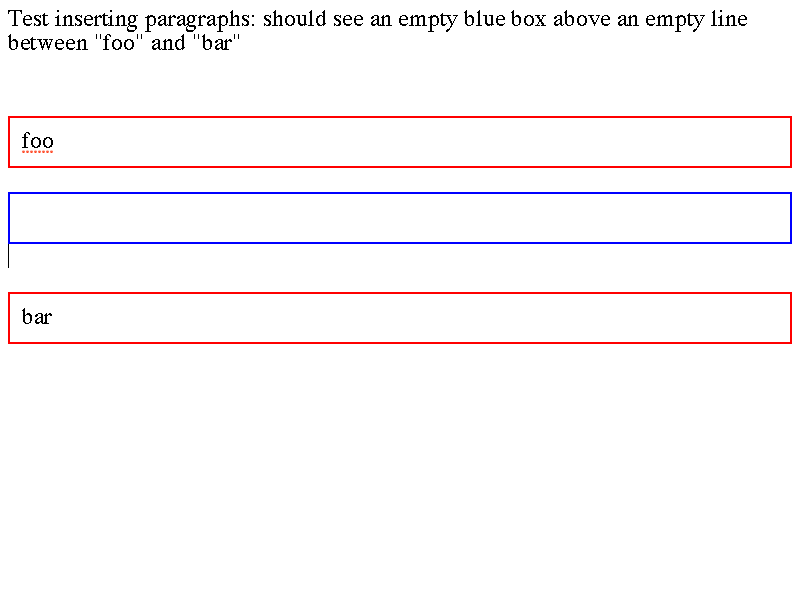 Test inserting paragraphs: should see an empty blue box above an empty line
between "foo" and "bar"
foo
bar